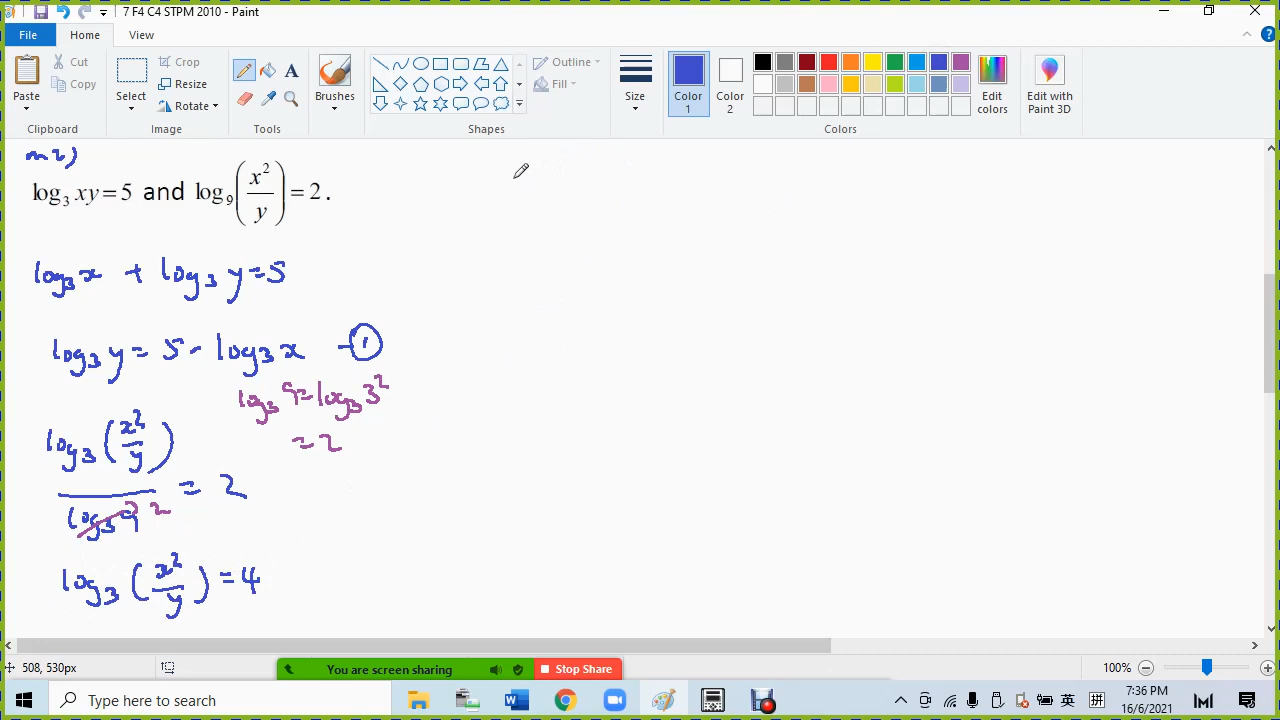 7 F4 C4 STPM 2010 - Paint
File Home View
Paste Cut Copy Select Crop Resize Rotate Brushes Size Color 1 Color 2 Edit colors Edit with Paint 3D
Outline Fill
Clipboard Image Tools Shapes Colors
m2)
log₃ xy = 5 and log₉ (x²/y) = 2 .
log₃ x + log₃ y = 5
log₃ y = 5 - log₃ x — ①
log₃ 9 = log₃ 3²
= 2
log₃ (x²/y) / log₃ 9 2 = 2
log₃ (x²/y) = 4
508, 530px 100%
You are screen sharing Stop Share
Type here to search 英 拼 7:36 PM
16/6/2021